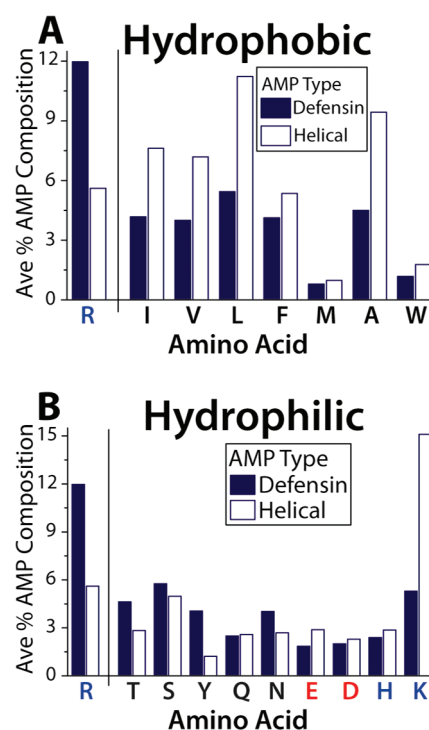 A
Hydrophobic
AMP Type
Defensin
Helical
Ave % AMP Composition
12
9
6
3
0
R I V L F M A W
Amino Acid
B
Hydrophilic
AMP Type
Defensin
Helical
Ave % AMP Composition
15
12
9
6
3
0
R T S Y Q N E D H K
Amino Acid